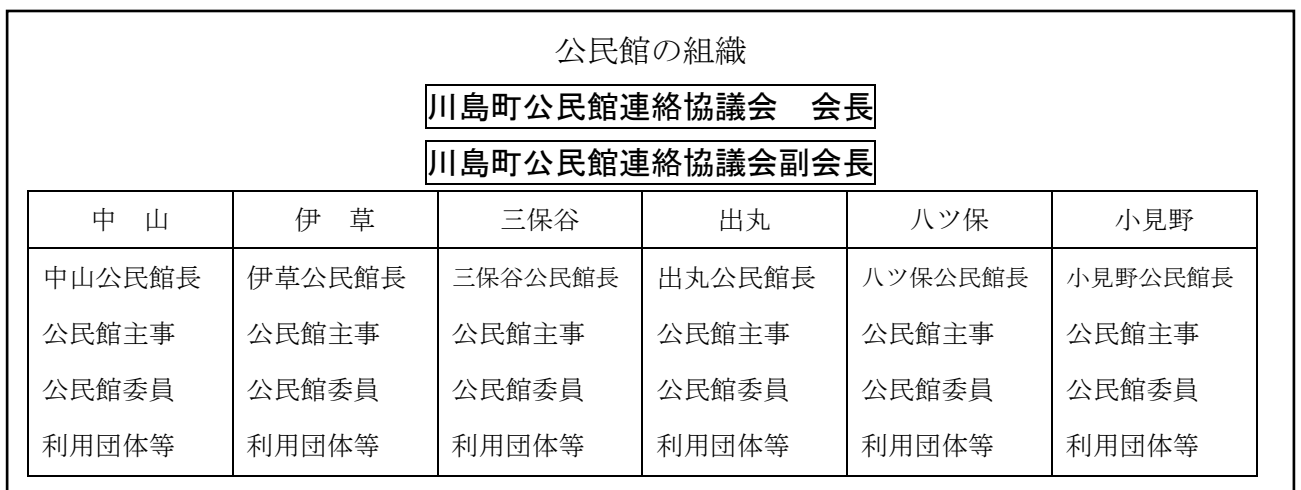 公民館の組織
川島町公民館連絡協議会　会長
川島町公民館連絡協議会副会長
中　山 伊　草 三保谷 出丸 八ツ保 小見野
中山公民館長 伊草公民館長 三保谷公民館長 出丸公民館長 八ツ保公民館長 小見野公民館長
公民館主事 公民館主事 公民館主事 公民館主事 公民館主事 公民館主事
公民館委員 公民館委員 公民館委員 公民館委員 公民館委員 公民館委員
利用団体等 利用団体等 利用団体等 利用団体等 利用団体等 利用団体等